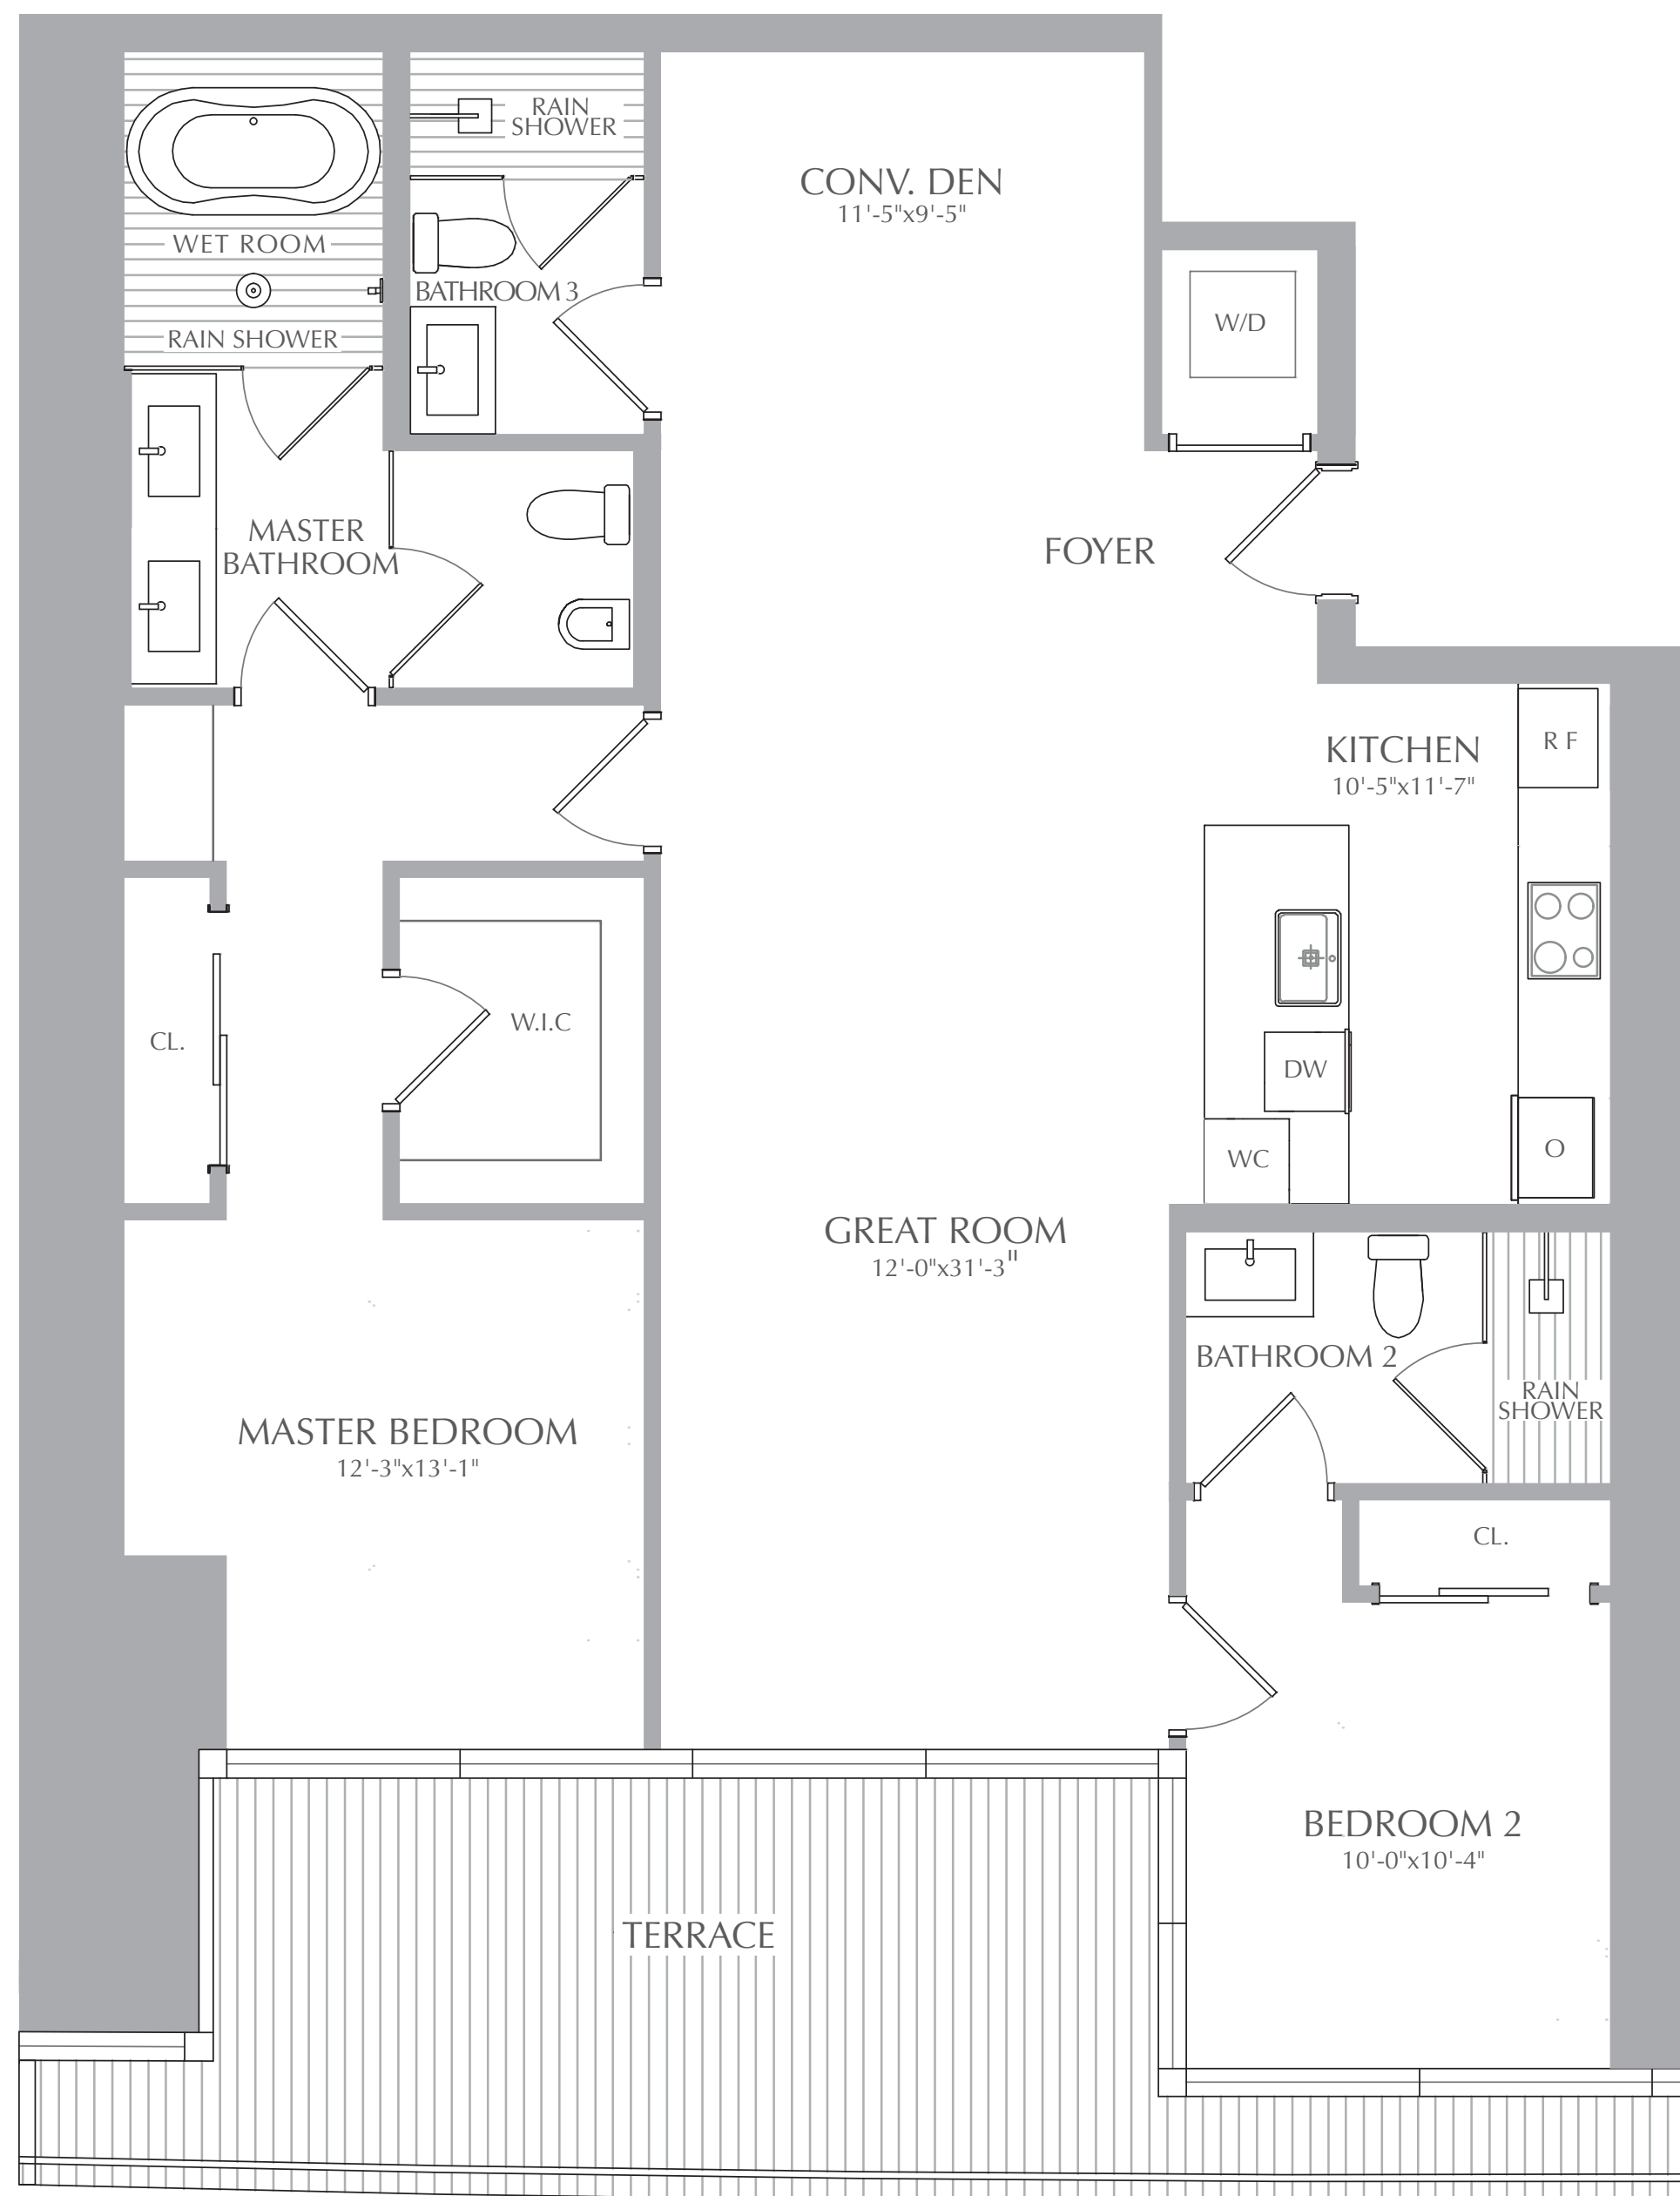 RAIN
SHOWER
CONV. DEN
11'-5"x9'-5"
WET ROOM
BATHROOM 3
W/D
RAIN SHOWER
MASTER
BATHROOM
FOYER
KITCHEN
10'-5"x11'-7"
R F
CL.
W.I.C
DW
O
WC
GREAT ROOM
12'-0"x31'-3"
BATHROOM 2
RAIN
SHOWER
MASTER BEDROOM
12'-3"x13'-1"
CL.
BEDROOM 2
10'-0"x10'-4"
TERRACE